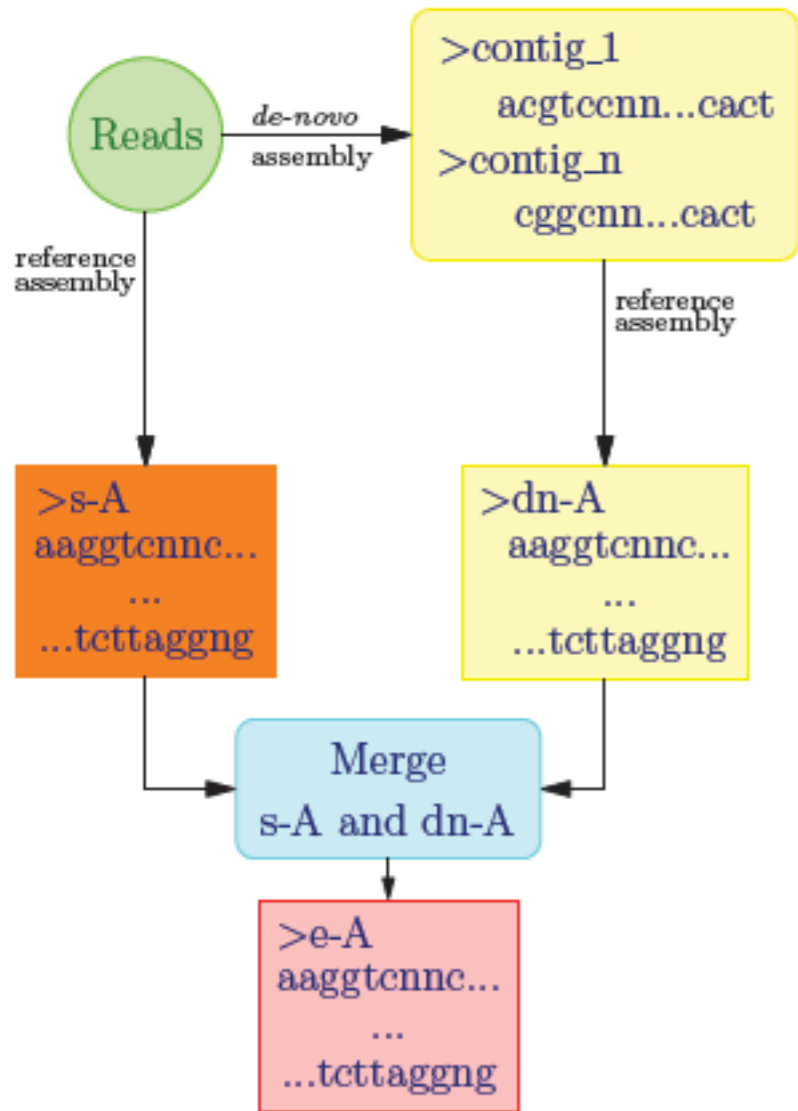 Reads
de-novo
assembly
>contig_1
acgtccnn...cact
>contig_n
cggcnn...cact
reference
assembly
reference
assembly
>s-A
aaggtcnnc...
...
...tcttaggng
>dn-A
aaggtcnnc...
...
...tcttaggng
Merge
s-A and dn-A
>e-A
aaggtcnnc...
...
...tcttaggng